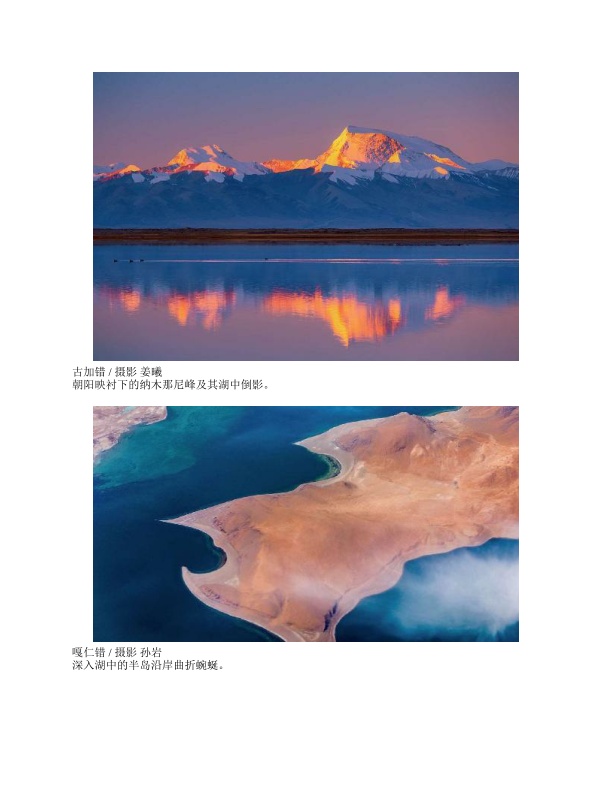 古加错 / 摄影 姜曦
朝阳映衬下的纳木那尼峰及其湖中倒影。
嘎仁错 / 摄影 孙岩
深入湖中的半岛沿岸曲折蜿蜒。